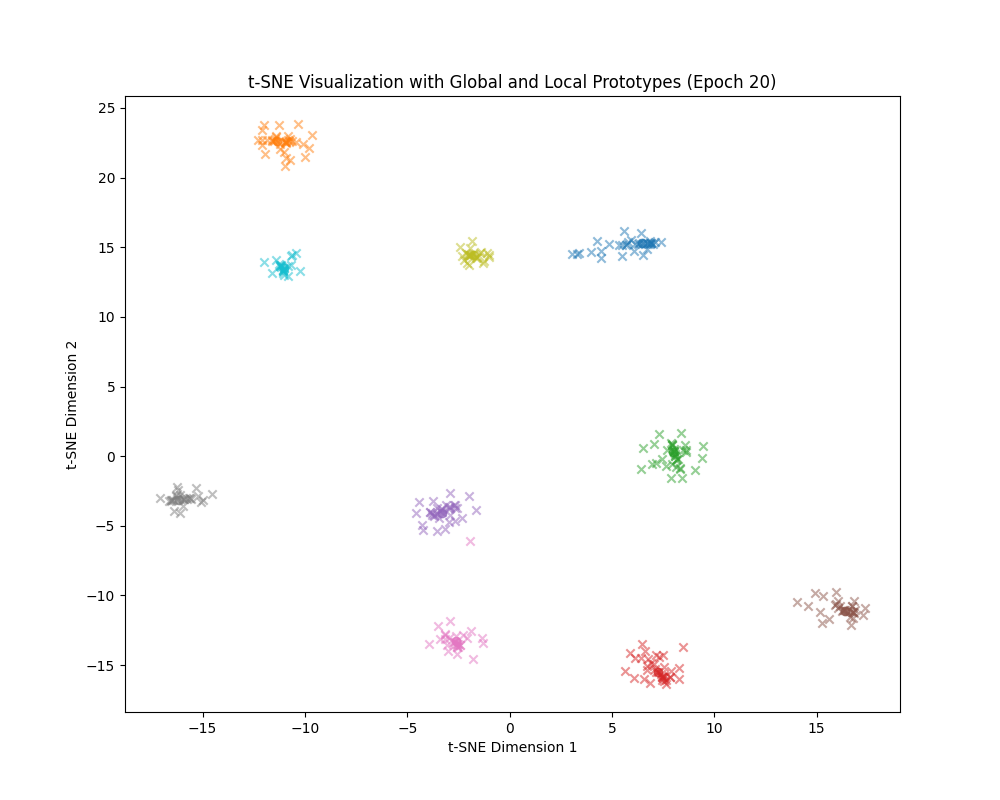 t-SNE Visualization with Global and Local Prototypes (Epoch 20)
25
20
15
10
5
0
−5
−10
−15
t-SNE Dimension 2
−15 −10 −5 0 5 10 15
t-SNE Dimension 1